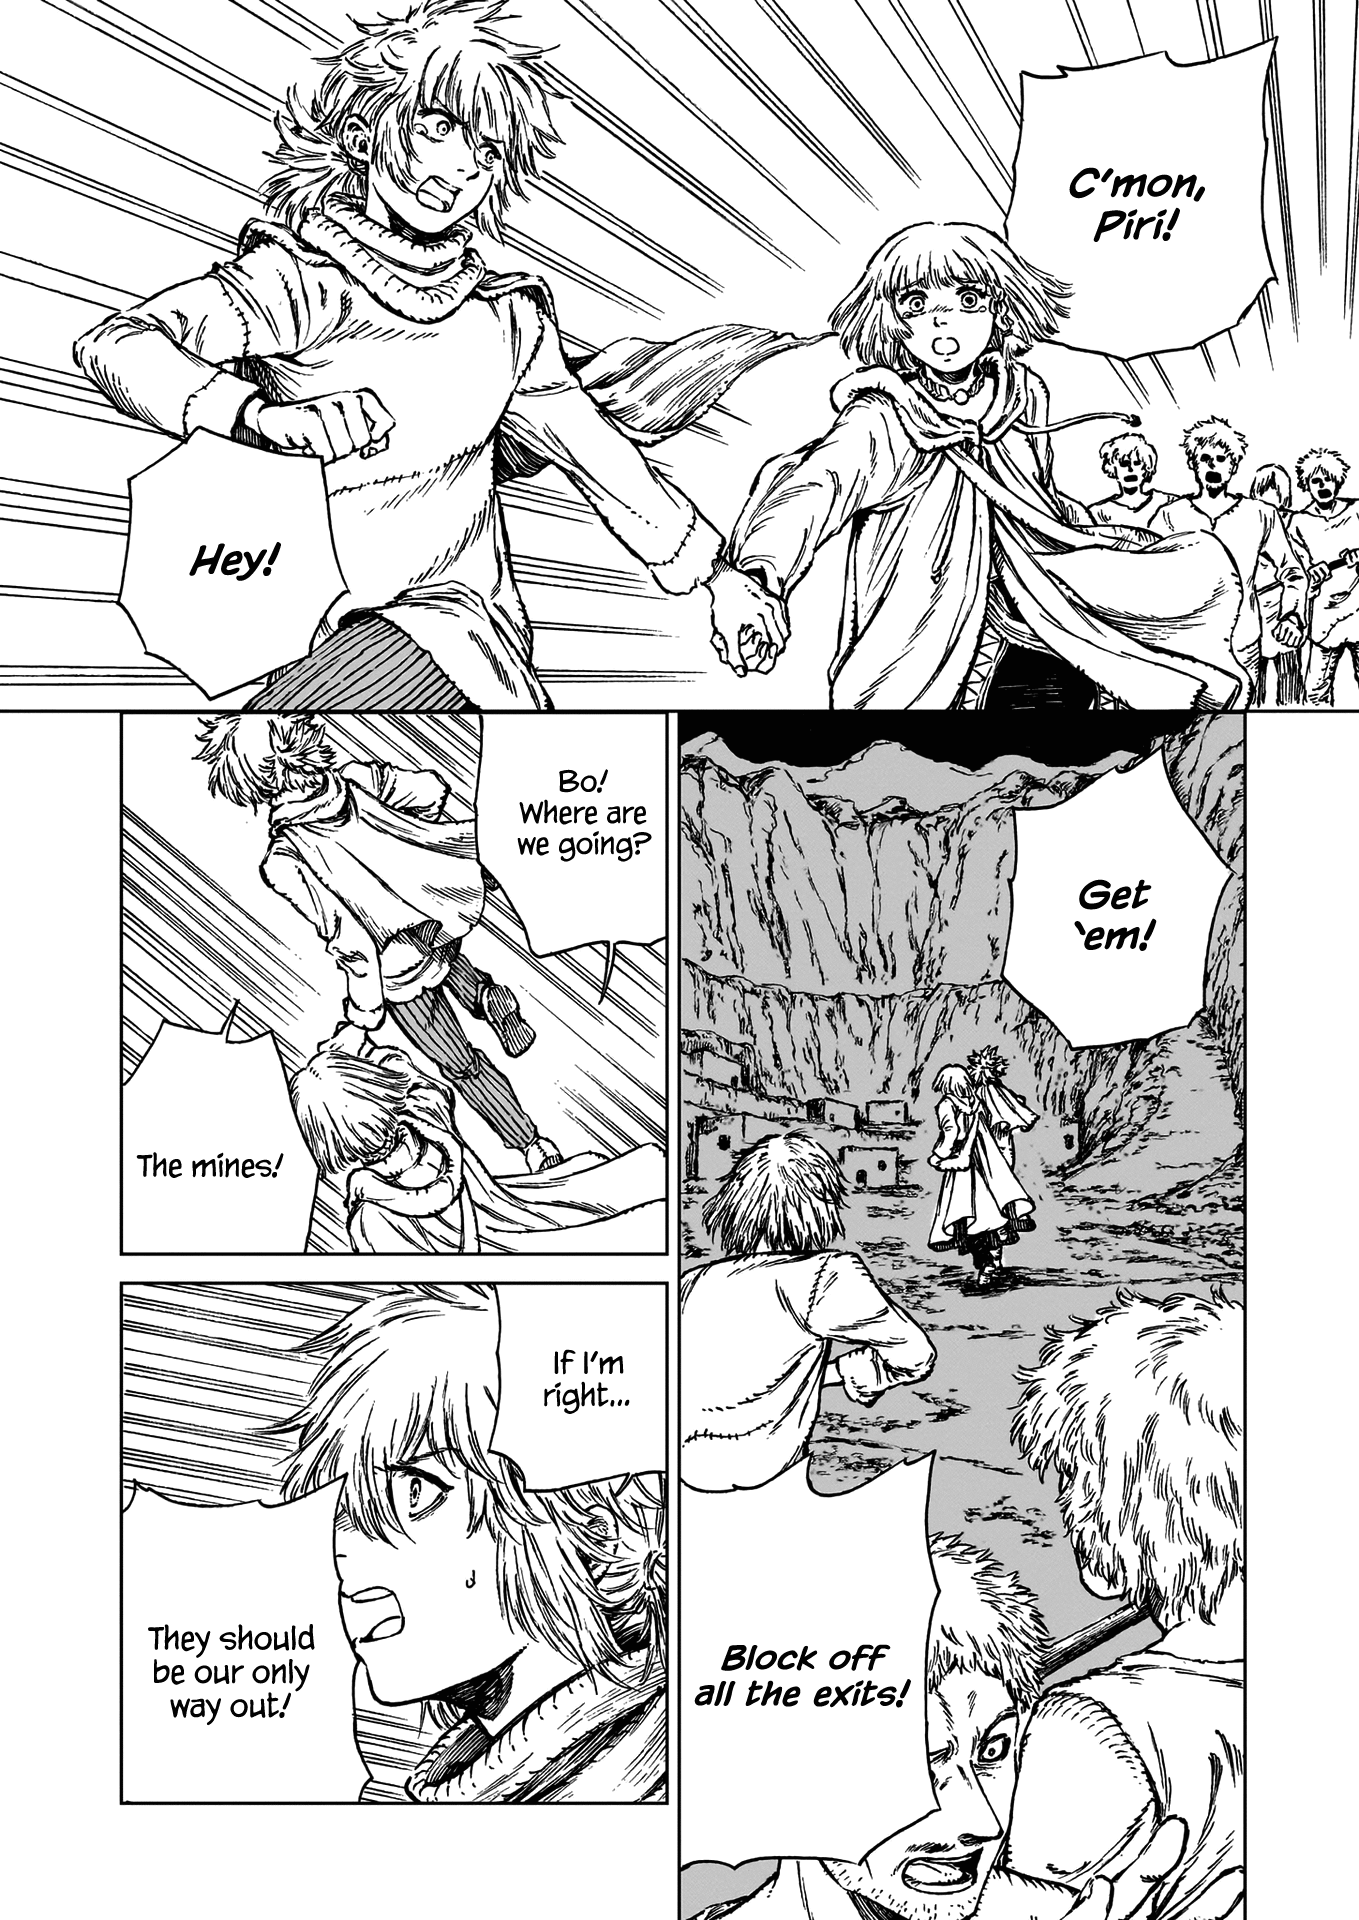 C'mon,
Piri!
Hey!
Get
'em!
Block off
all the exits!
Bo!
Where are
we going?
The mines!
If I'm
right...
They should
be our only
way out!